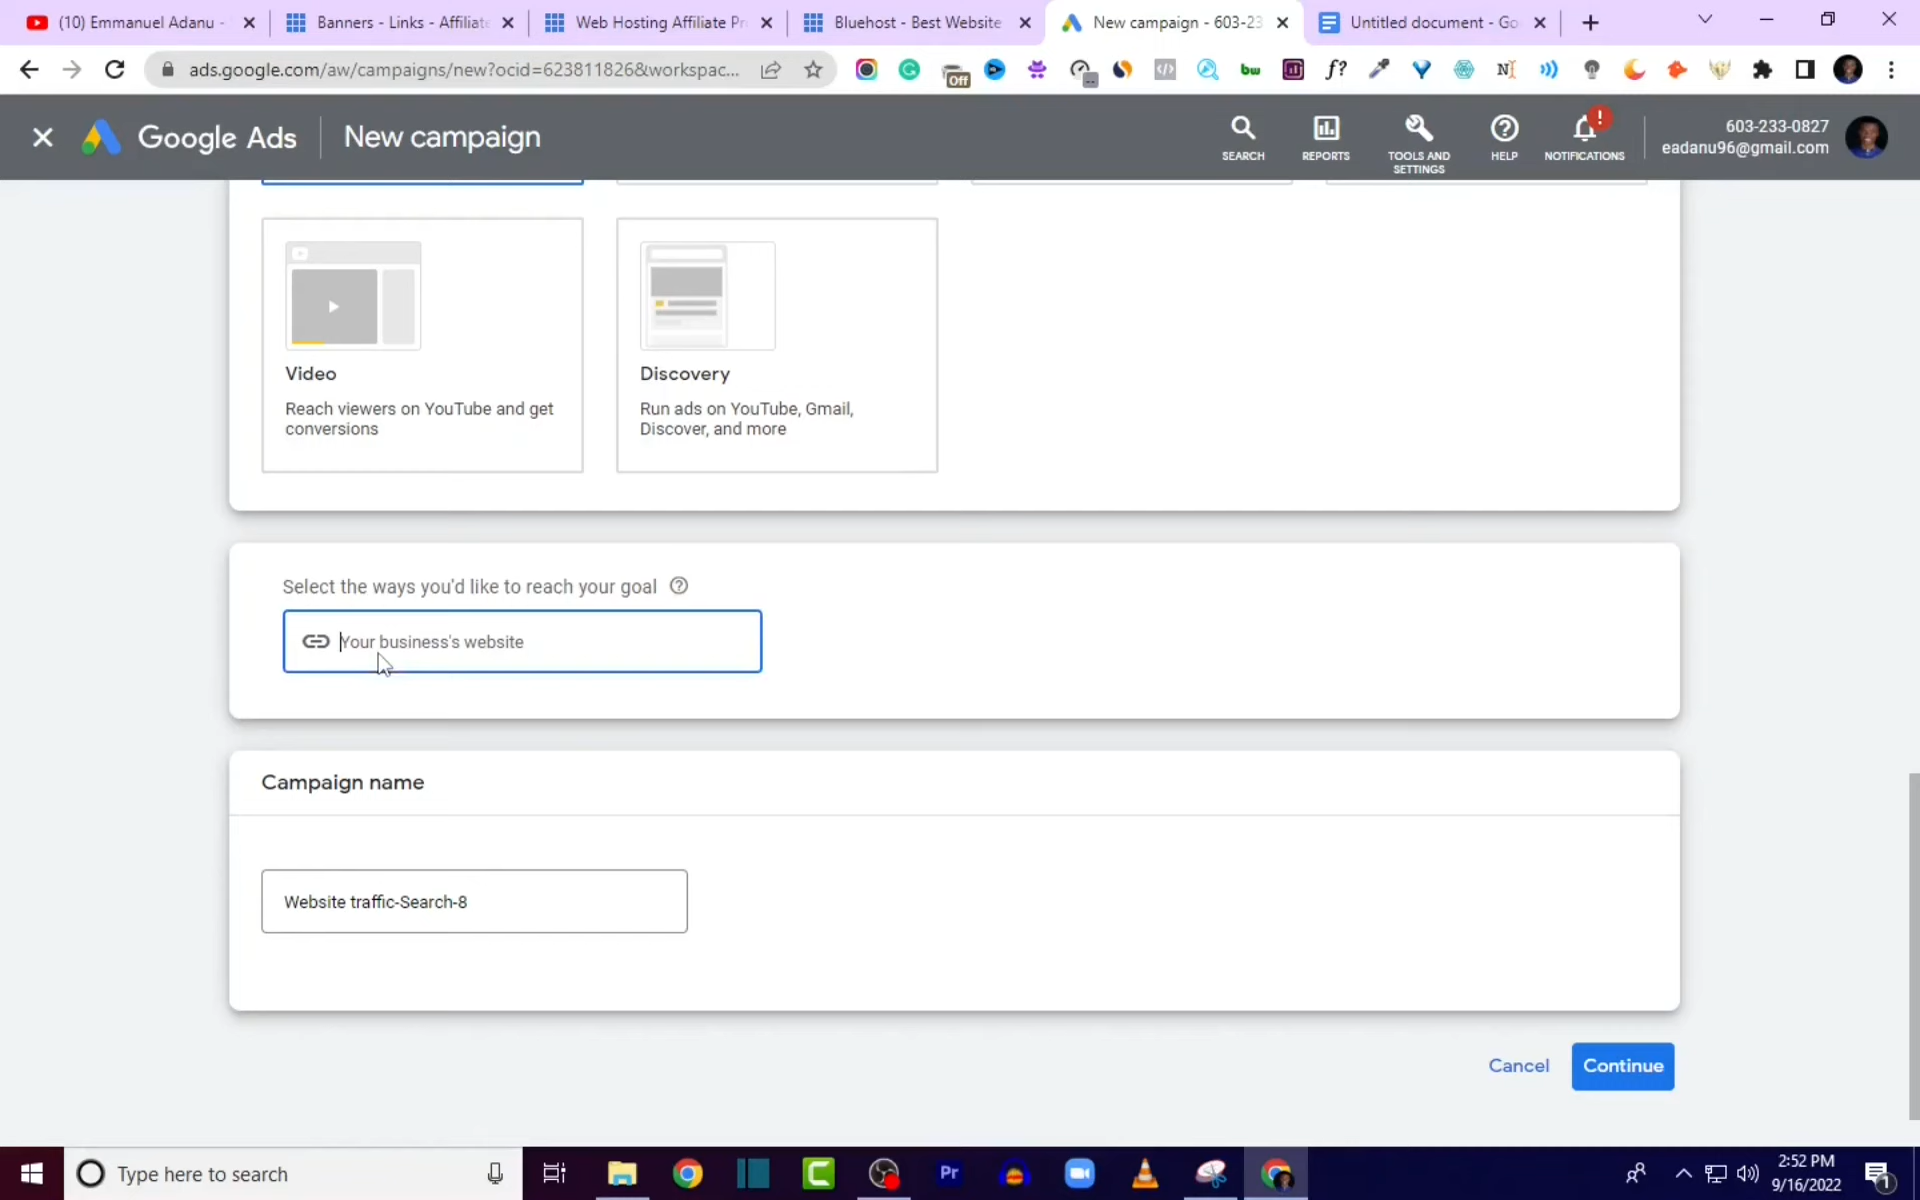 (10) Emmanuel Adanu -
Banners - Links - Affiliate
Web Hosting Affiliate Pr
Bluehost - Best Website
New campaign - 603-23
Untitled document - Go
ads.google.com/aw/campaigns/new?ocid=623811826&workspac...
Off
bw
f?
N
Google Ads
New campaign
SEARCH
REPORTS
TOOLS AND
SETTINGS
HELP
!
NOTIFICATIONS
603-233-0827
eadanu96@gmail.com
Video
Reach viewers on YouTube and get
conversions
Discovery
Run ads on YouTube, Gmail,
Discover, and more
Select the ways you'd like to reach your goal
Your business's website
Campaign name
Website traffic-Search-8
Cancel
Continue
Type here to search
Pr
2:52 PM
9/16/2022
1